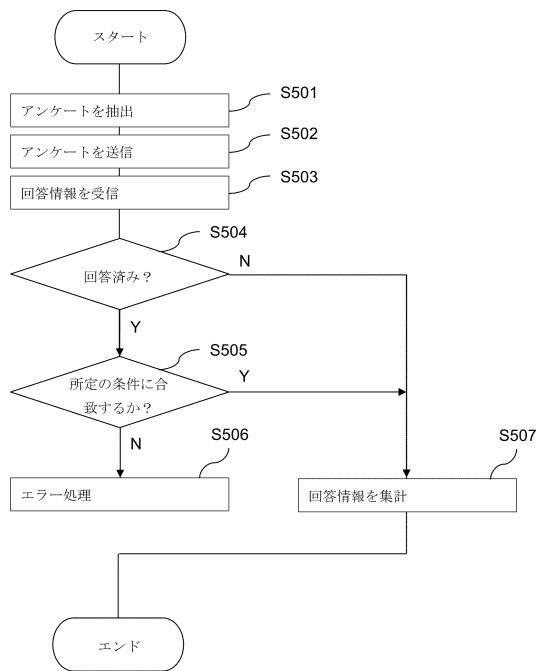 スタート
アンケートを抽出
S501
アンケートを送信
S502
回答情報を受信
S503
S504
回答済み？
N
Y
S505
所定の条件に合
致するか？
Y
N
S506
エラー処理
S507
回答情報を集計
エンド